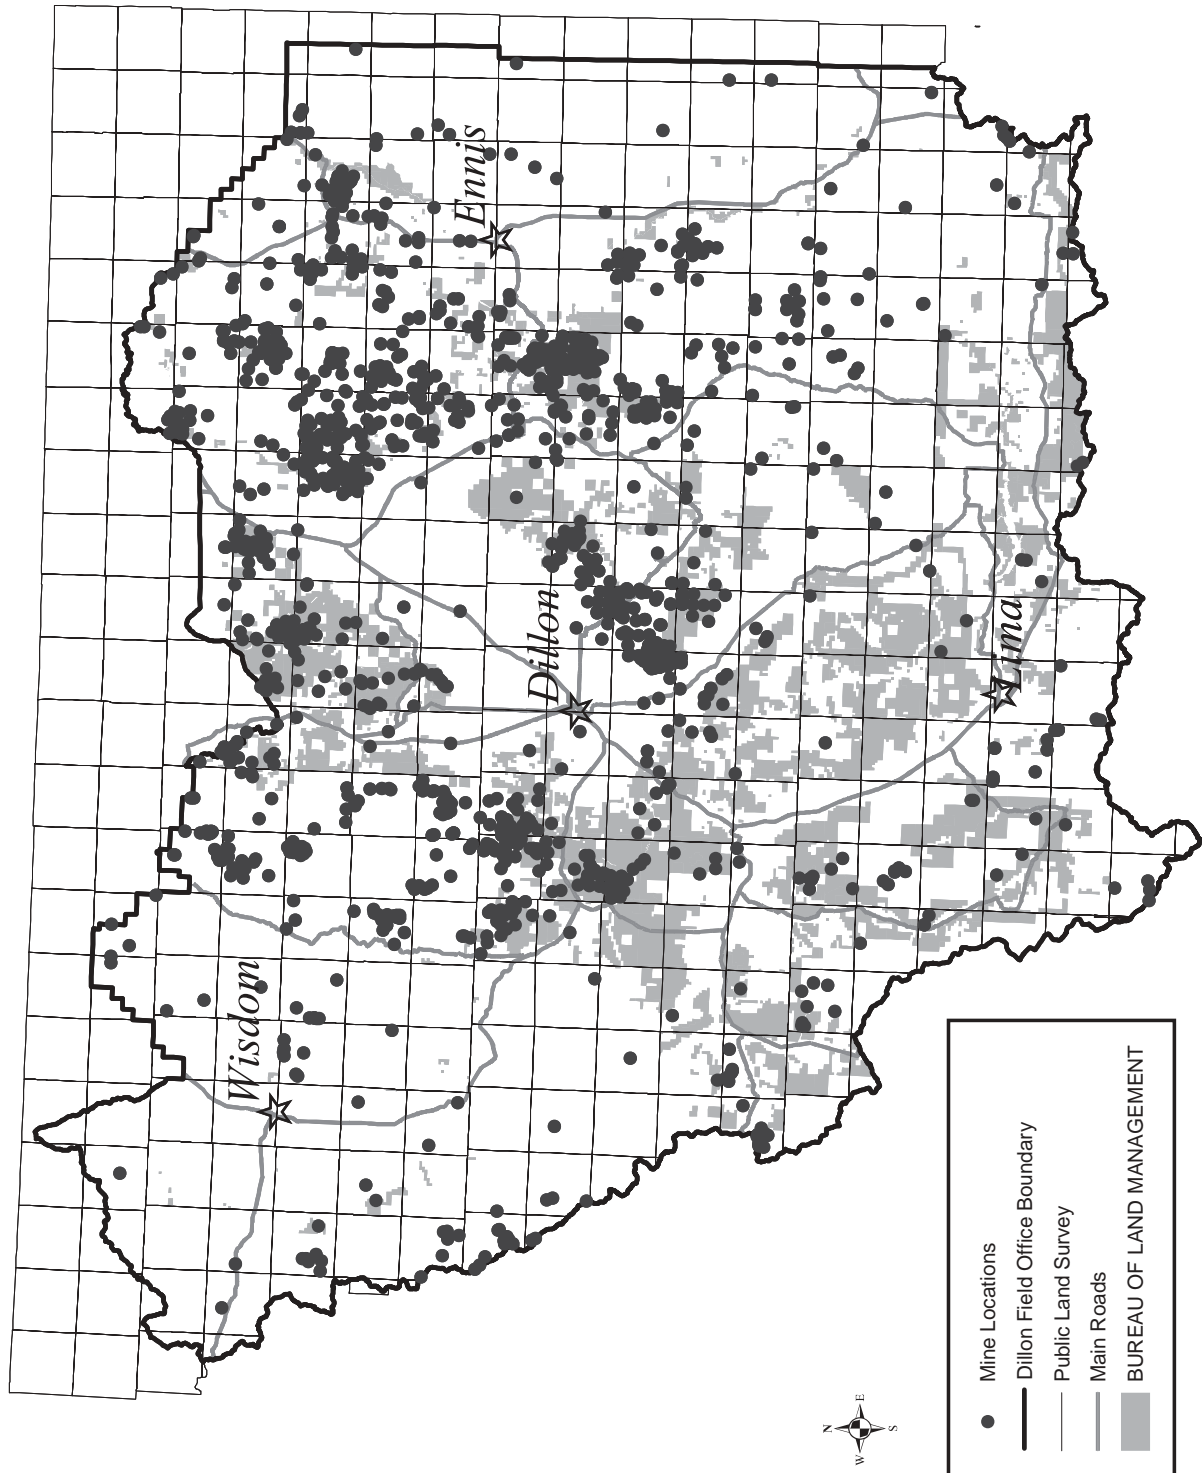 Ennis
Dillon
Wisdom
Lima
N
W E
S
Mine Locations
Dillon Field Office Boundary
Public Land Survey
Main Roads
BUREAU OF LAND MANAGEMENT